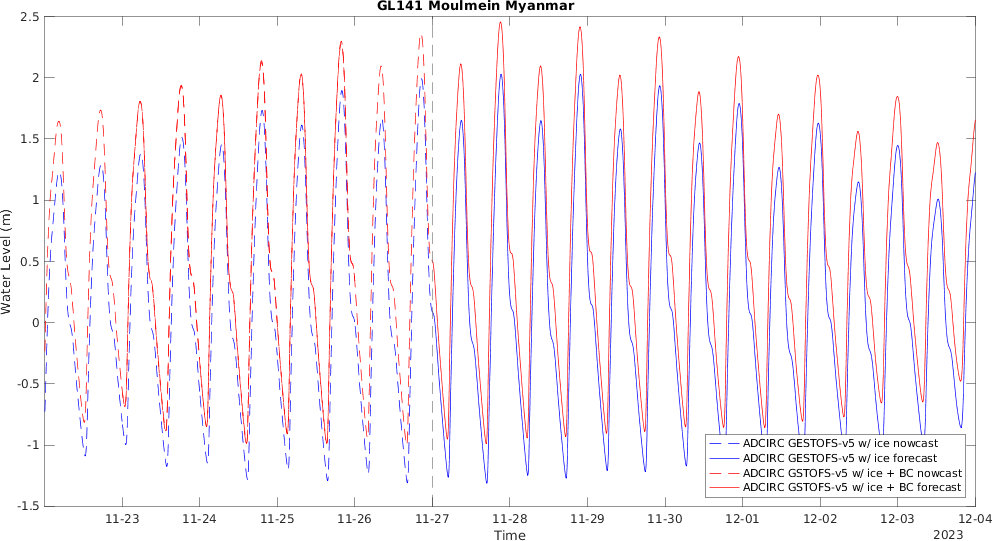 GL141 Moulmein Myanmar
2.5
2
1.5
1
0.5
0
-0.5
-1
-1.5
Water Level (m)
11-23 11-24 11-25 11-26 11-27 11-28 11-29 11-30 12-01 12-02 12-03 12-04
Time
2023
ADCIRC GESTOFS-v5 w/ ice nowcast
ADCIRC GESTOFS-v5 w/ ice forecast
ADCIRC GSTOFS-v5 w/ ice + BC nowcast
ADCIRC GSTOFS-v5 w/ ice + BC forecast